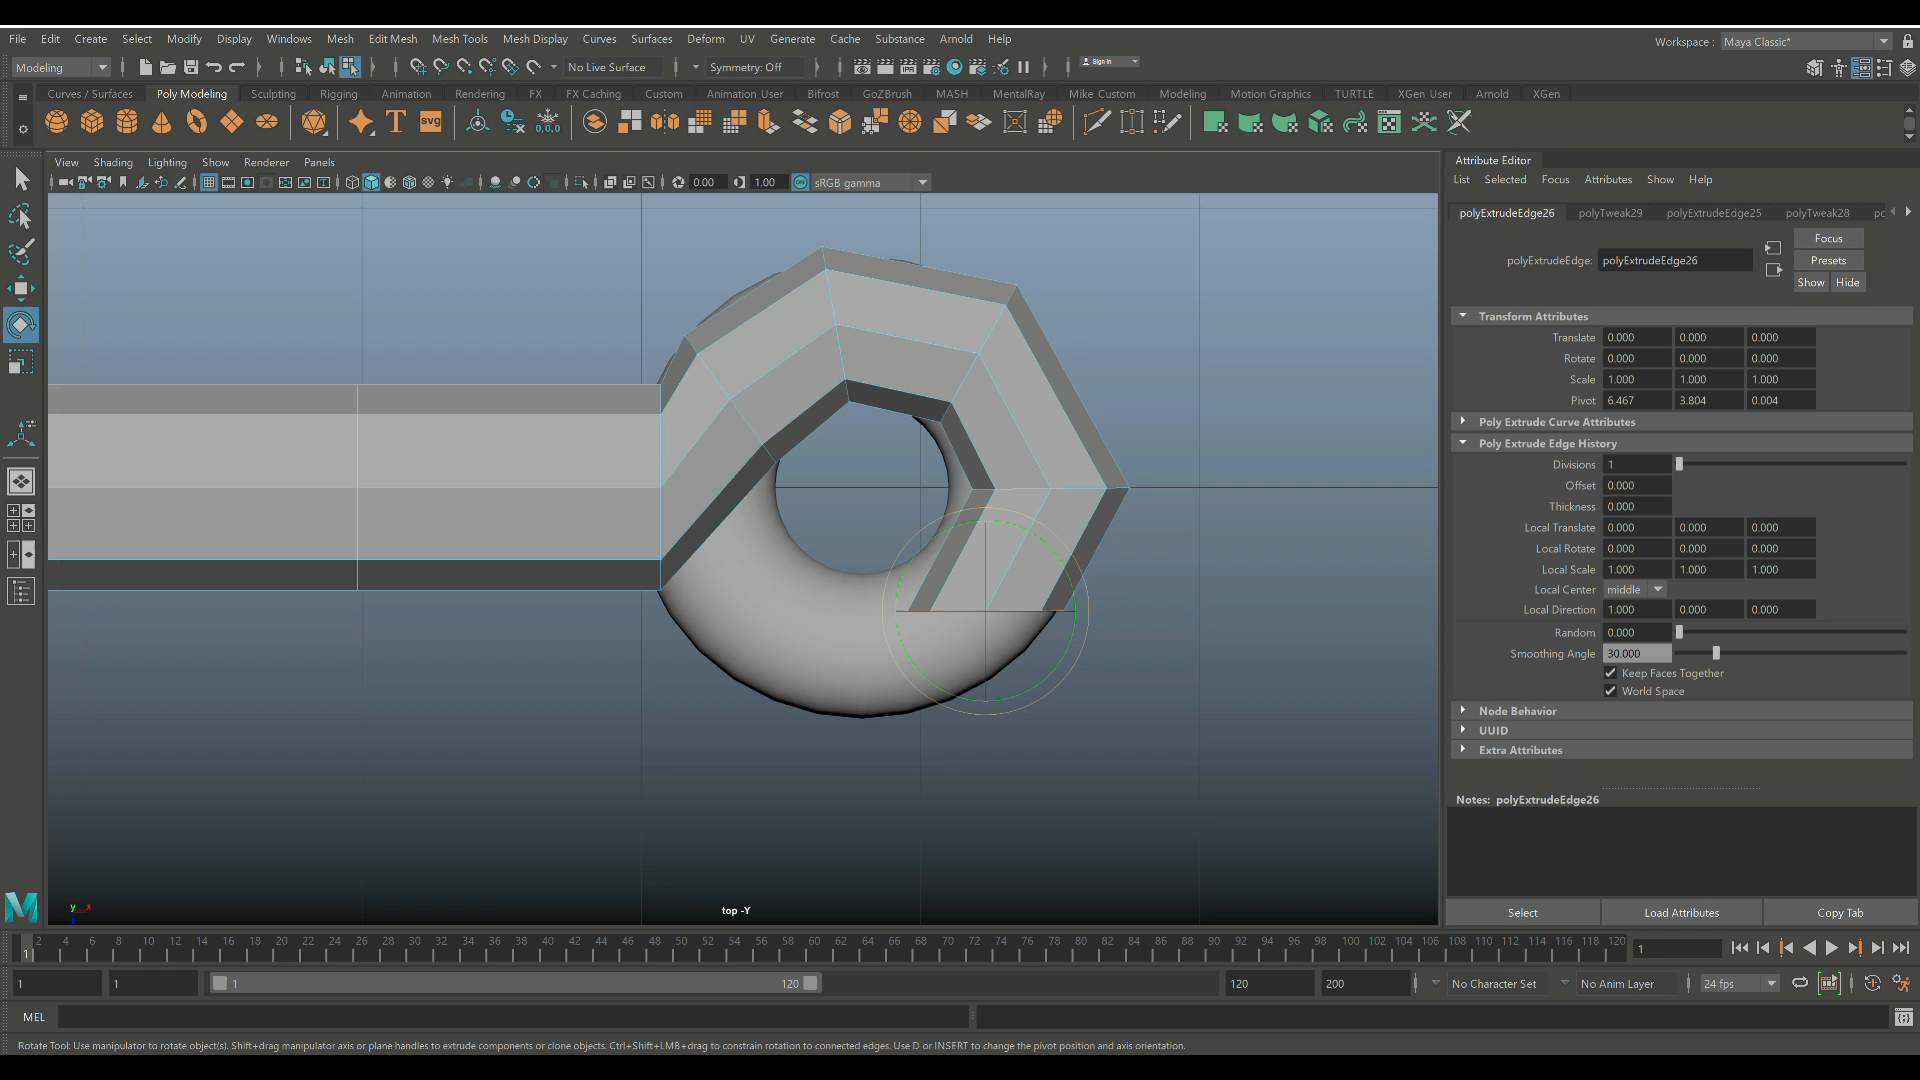 File Edit Create Select Modify Display Windows Mesh Edit Mesh Mesh Tools Mesh Display Curves Surfaces Deform UV Generate Cache Substance Arnold Help
Workspace : Maya Classic*
Modeling No Live Surface Symmetry: Off Sign In
Curves / Surfaces Poly Modeling Sculpting Rigging Animation Rendering FX FX Caching Custom Animation_User Bifrost GoZBrush MASH MentalRay Mike_Custom Modeling Motion Graphics TURTLE XGen_User Arnold XGen
T svg 0,0,0
View Shading Lighting Show Renderer Panels
0.00 1.00 ON sRGB gamma
Attribute Editor
List Selected Focus Attributes Show Help
polyExtrudeEdge26 polyTweak29 polyExtrudeEdge25 polyTweak28 pc
Focus
polyExtrudeEdge: polyExtrudeEdge26 Presets
Show Hide
Transform Attributes
Translate 0.000 0.000 0.000
Rotate 0.000 0.000 0.000
Scale 1.000 1.000 1.000
Pivot 6.467 3.804 0.004
Poly Extrude Curve Attributes
Poly Extrude Edge History
Divisions 1
Offset 0.000
Thickness 0.000
Local Translate 0.000 0.000 0.000
Local Rotate 0.000 0.000 0.000
Local Scale 1.000 1.000 1.000
Local Center middle
Local Direction 1.000 0.000 0.000
Random 0.000
Smoothing Angle 30.000
Keep Faces Together
World Space
Node Behavior
UUID
Extra Attributes
Notes: polyExtrudeEdge26
Select Load Attributes Copy Tab
y x
top -Y
M
1 2 4 6 8 10 12 14 16 18 20 22 24 26 28 30 32 34 36 38 40 42 44 46 48 50 52 54 56 58 60 62 64 66 68 70 72 74 76 78 80 82 84 86 88 90 92 94 96 98 100 102 104 106 108 110 112 114 116 118 120 1
1 1 1 120 120 200 No Character Set No Anim Layer 24 fps
MEL
Rotate Tool: Use manipulator to rotate object(s). Shift+drag manipulator axis or plane handles to extrude components or clone objects. Ctrl+Shift+LMB+drag to constrain rotation to connected edges. Use D or INSERT to change the pivot position and axis orientation.